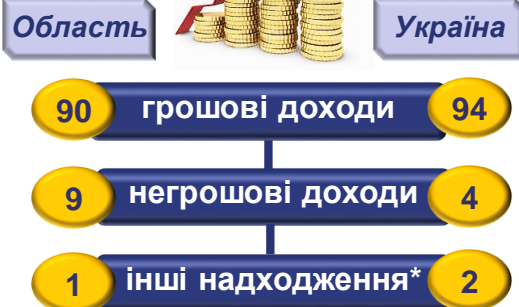 Область Україна
90 грошові доходи 94
9 негрошові доходи 4
1 інші надходження* 2